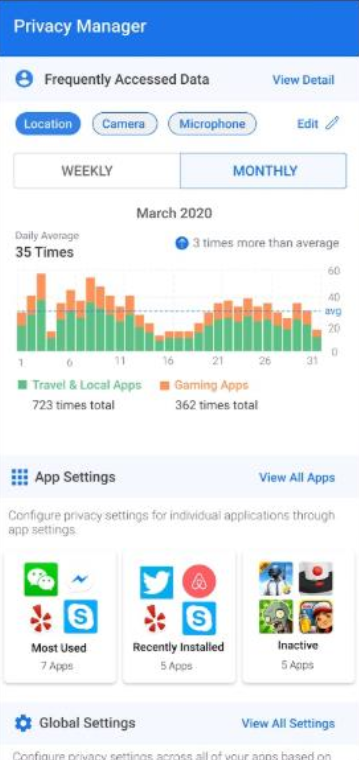 Privacy Manager
Frequently Accessed Data View Detail
Location Camera Microphone Edit
WEEKLY MONTHLY
March 2020
Daily Average
35 Times
3 times more than average
60
40
avg
20
0
1 6 11 16 21 26 31
Travel & Local Apps Gaming Apps
723 times total 362 times total
App Settings View All Apps
Configure privacy settings for individual applications through
app settings.
Most Used Recently Installed Inactive
7 Apps 5 Apps 5 Apps
Global Settings View All Settings
Configure privacy settings across all of your apps based on